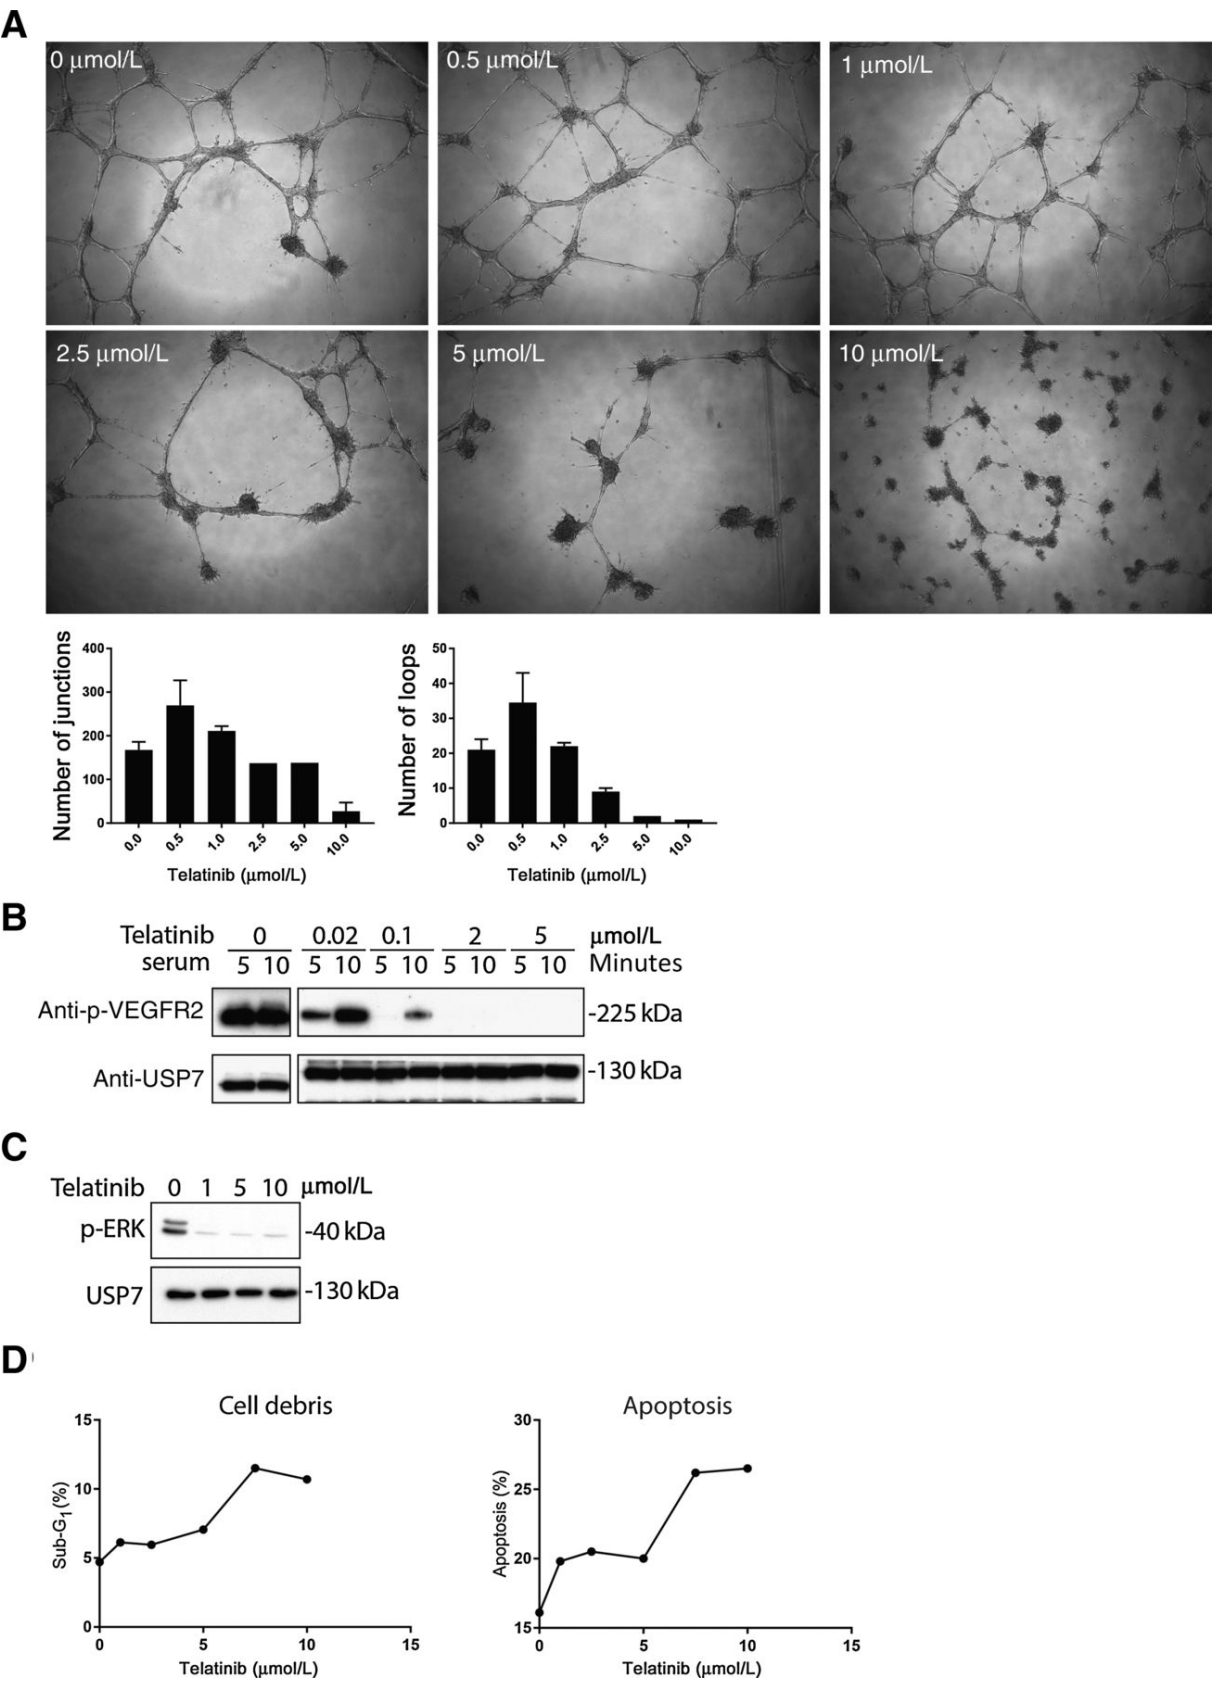 A
0 µmol/L
0.5 µmol/L
1 µmol/L
2.5 µmol/L
5 µmol/L
10 µmol/L
Number of junctions
400
300
200
100
0
0.0 0.5 1.0 2.5 5.0 10.0
Telatinib (µmol/L)
Number of loops
50
40
30
20
10
0
0.0 0.5 1.0 2.5 5.0 10.0
Telatinib (µmol/L)
B
Telatinib 0 0.02 0.1 2 5 µmol/L
serum 5 10 5 10 5 10 5 10 5 10 Minutes
Anti-p-VEGFR2 -225 kDa
Anti-USP7 -130 kDa
C
Telatinib 0 1 5 10 µmol/L
p-ERK -40 kDa
USP7 -130 kDa
D
Cell debris
Sub-G1 (%)
15
10
5
0
0 5 10 15
Telatinib (µmol/L)
Apoptosis
Apoptosis (%)
30
25
20
15
0 5 10 15
Telatinib (µmol/L)